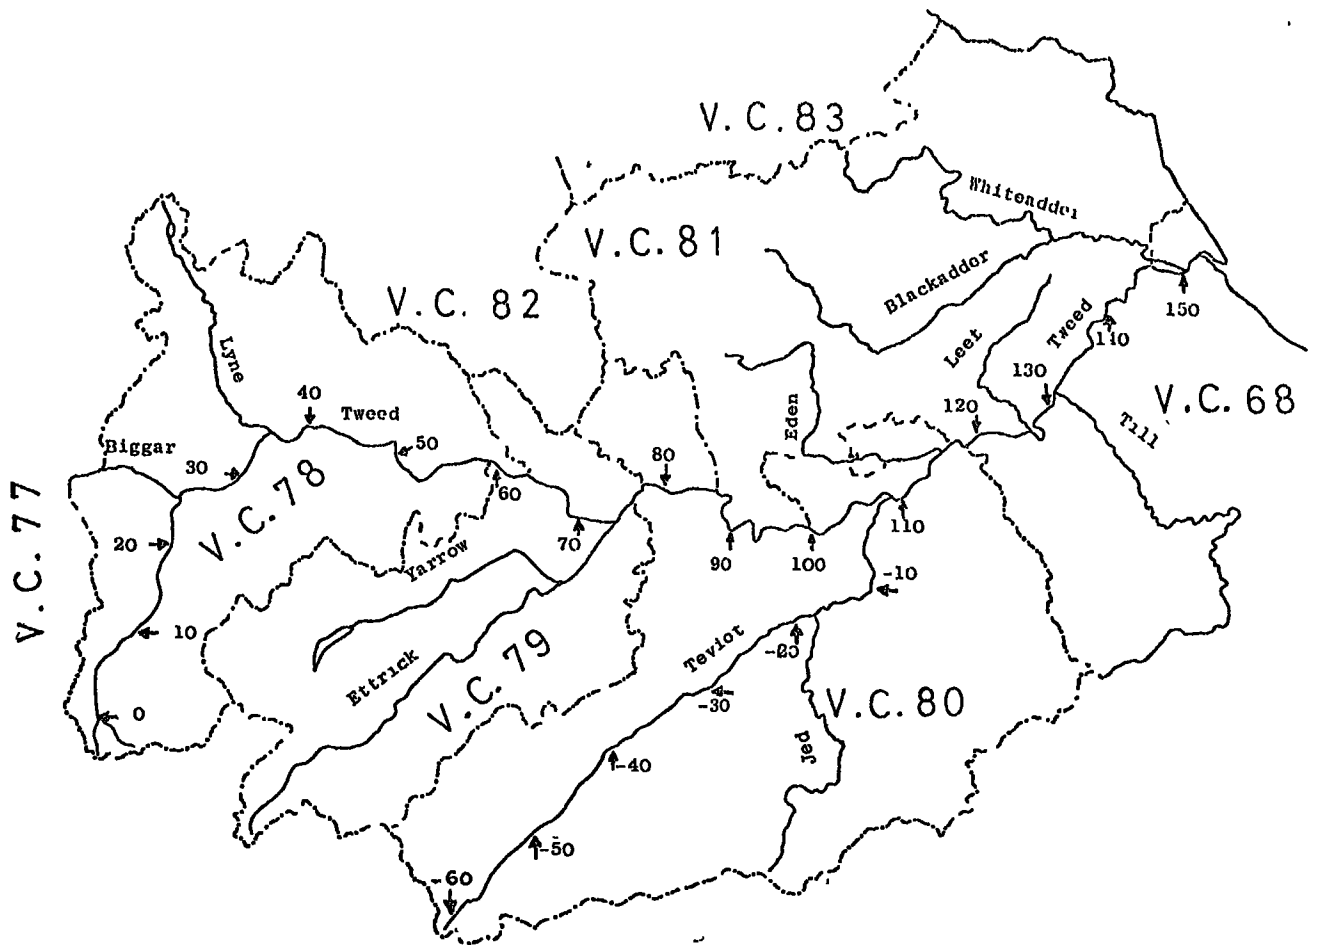 V.C.83
Whiteadder
V.C.81
Blackadder
V.C. 82
150
Tweed
140
Leet
Lyne
130
40
Tweed
V.C.68
120
Eden
Till
50
Biggar
80
30
V.C.78
60
V.C.77
110
70
20
90
100
Yarrow
-10
10
Teviot
-20
Ettrick
V.C. 79
-30
V.C.80
0
Jed
-40
-50
-60